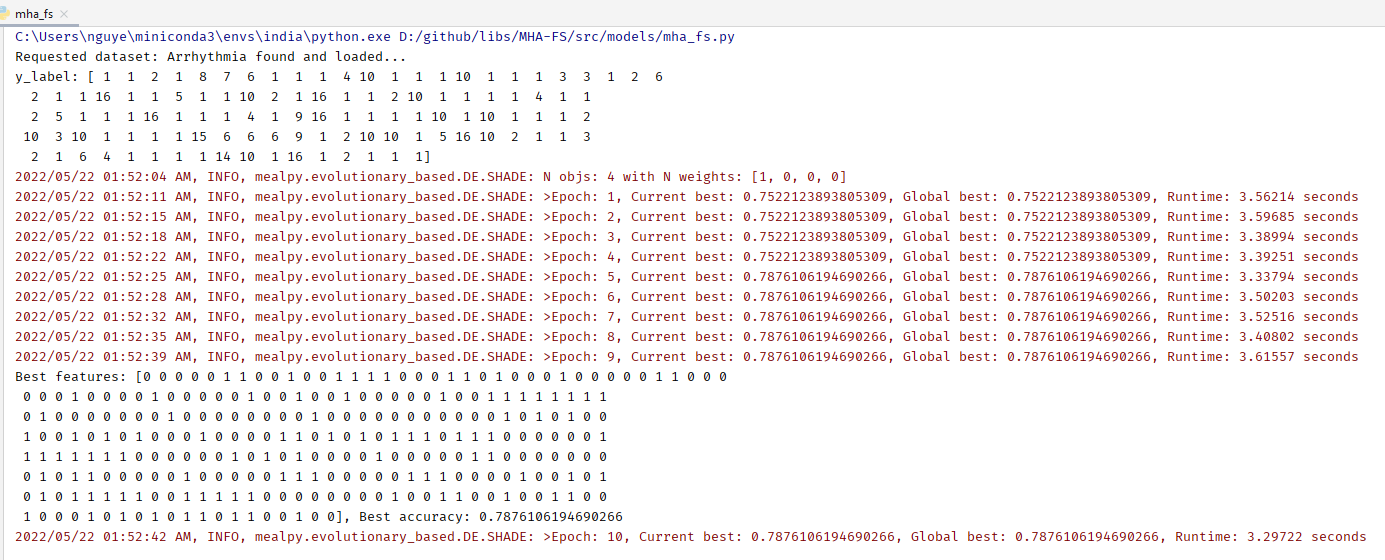 mha_fs
C:\Users\nguye\miniconda3\envs\india\python.exe D:/github/libs/MHA-FS/src/models/mha_fs.py
Requested dataset: Arrhythmia found and loaded...
y_label: [ 1  1  2  1  8  7  6  1  1  1  4 10  1  1  1 10  1  1  1  3  3  1  2  6
  2  1  1 16  1  1  5  1  1 10  2  1 16  1  1  2 10  1  1  1  1  4  1  1
  2  5  1  1  1 16  1  1  1  4  1  9 16  1  1  1  1 10  1 10  1  1  1  2
 10  3 10  1  1  1  1 15  6  6  6  9  1  2 10 10  1  5 16 10  2  1  1  3
  2  1  6  4  1  1  1  1 14 10  1 16  1  2  1  1  1]
2022/05/22 01:52:04 AM, INFO, mealpy.evolutionary_based.DE.SHADE: N objs: 4 with N weights: [1, 0, 0, 0]
2022/05/22 01:52:11 AM, INFO, mealpy.evolutionary_based.DE.SHADE: >Epoch: 1, Current best: 0.7522123893805309, Global best: 0.7522123893805309, Runtime: 3.56214 seconds
2022/05/22 01:52:15 AM, INFO, mealpy.evolutionary_based.DE.SHADE: >Epoch: 2, Current best: 0.7522123893805309, Global best: 0.7522123893805309, Runtime: 3.59685 seconds
2022/05/22 01:52:18 AM, INFO, mealpy.evolutionary_based.DE.SHADE: >Epoch: 3, Current best: 0.7522123893805309, Global best: 0.7522123893805309, Runtime: 3.38994 seconds
2022/05/22 01:52:22 AM, INFO, mealpy.evolutionary_based.DE.SHADE: >Epoch: 4, Current best: 0.7522123893805309, Global best: 0.7522123893805309, Runtime: 3.39251 seconds
2022/05/22 01:52:25 AM, INFO, mealpy.evolutionary_based.DE.SHADE: >Epoch: 5, Current best: 0.7876106194690266, Global best: 0.7876106194690266, Runtime: 3.33794 seconds
2022/05/22 01:52:28 AM, INFO, mealpy.evolutionary_based.DE.SHADE: >Epoch: 6, Current best: 0.7876106194690266, Global best: 0.7876106194690266, Runtime: 3.50203 seconds
2022/05/22 01:52:32 AM, INFO, mealpy.evolutionary_based.DE.SHADE: >Epoch: 7, Current best: 0.7876106194690266, Global best: 0.7876106194690266, Runtime: 3.52516 seconds
2022/05/22 01:52:35 AM, INFO, mealpy.evolutionary_based.DE.SHADE: >Epoch: 8, Current best: 0.7876106194690266, Global best: 0.7876106194690266, Runtime: 3.40802 seconds
2022/05/22 01:52:39 AM, INFO, mealpy.evolutionary_based.DE.SHADE: >Epoch: 9, Current best: 0.7876106194690266, Global best: 0.7876106194690266, Runtime: 3.61557 seconds
Best features: [0 0 0 0 0 1 1 0 0 1 0 0 1 1 1 1 0 0 0 1 1 0 1 0 0 0 1 0 0 0 0 0 1 1 0 0 0
 0 0 0 1 0 0 0 0 1 0 0 0 0 0 1 0 0 1 0 0 1 0 0 0 0 0 1 0 0 1 1 1 1 1 1 1 1
 0 1 0 0 0 0 0 0 0 1 0 0 0 0 0 0 0 0 1 0 0 0 0 0 0 0 0 0 0 0 1 0 1 0 1 0 0
 1 0 0 1 0 1 0 1 0 0 0 1 0 0 0 0 1 1 0 1 0 1 0 1 1 1 0 1 1 1 0 0 0 0 0 0 1
 1 1 1 1 1 1 1 0 0 0 0 0 0 1 0 1 0 1 0 0 0 0 1 0 0 0 0 0 1 1 0 0 0 0 0 0 0
 0 1 0 1 1 0 0 0 0 0 1 0 0 0 0 0 1 1 1 0 0 0 0 0 1 1 1 0 0 0 0 1 0 0 1 0 1
 0 1 0 1 1 1 1 1 0 0 1 1 1 1 1 0 0 0 0 0 0 0 0 1 0 0 1 1 0 0 1 0 0 1 1 0 0
 1 0 0 0 1 0 1 0 1 0 1 1 0 1 1 0 0 1 0 0], Best accuracy: 0.7876106194690266
2022/05/22 01:52:42 AM, INFO, mealpy.evolutionary_based.DE.SHADE: >Epoch: 10, Current best: 0.7876106194690266, Global best: 0.7876106194690266, Runtime: 3.29722 seconds